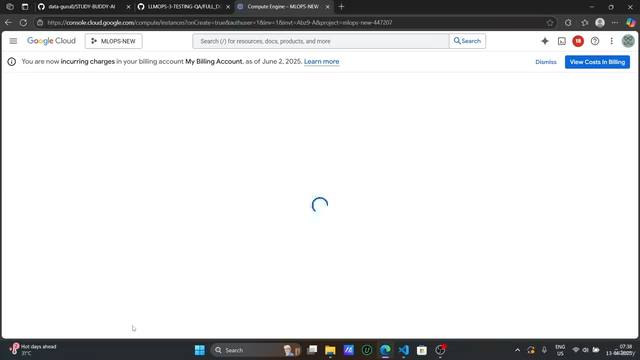 data-guru0/STUDY-BUDDY-AI
LLMOPS-3-TESTING-QA/FULL_D
Compute Engine – MLOPS-NEW
https://console.cloud.google.com/compute/instances?onCreate=true&authuser=1&inv=1&invt=Abz9-A&project=mlops-new-447207
Google Cloud
MLOPS-NEW
Search (/) for resources, docs, products, and more
Search
18
You are now incurring charges in your billing account My Billing Account. as of June 2, 2025. Learn more
Dismiss
View Costs In Billing
Hot days ahead
31°C
Search
ENG
US
07:38